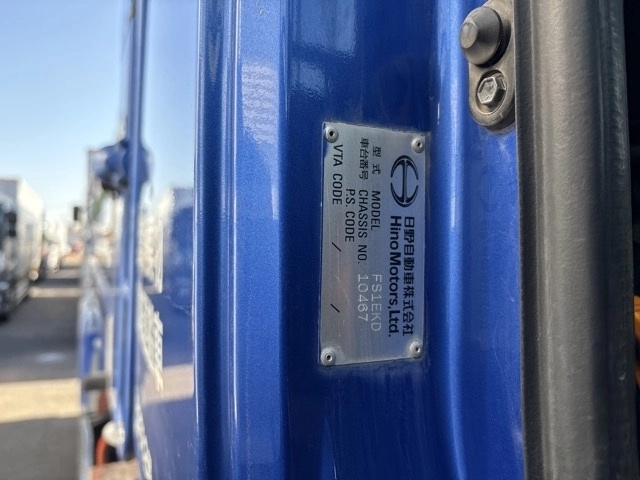 日野自動車株式会社
HinoMotors,Ltd.
型式 MODEL FS1EKD
車台番号 CHASSIS NO. 10467
P.S. CODE /
VTA CODE /